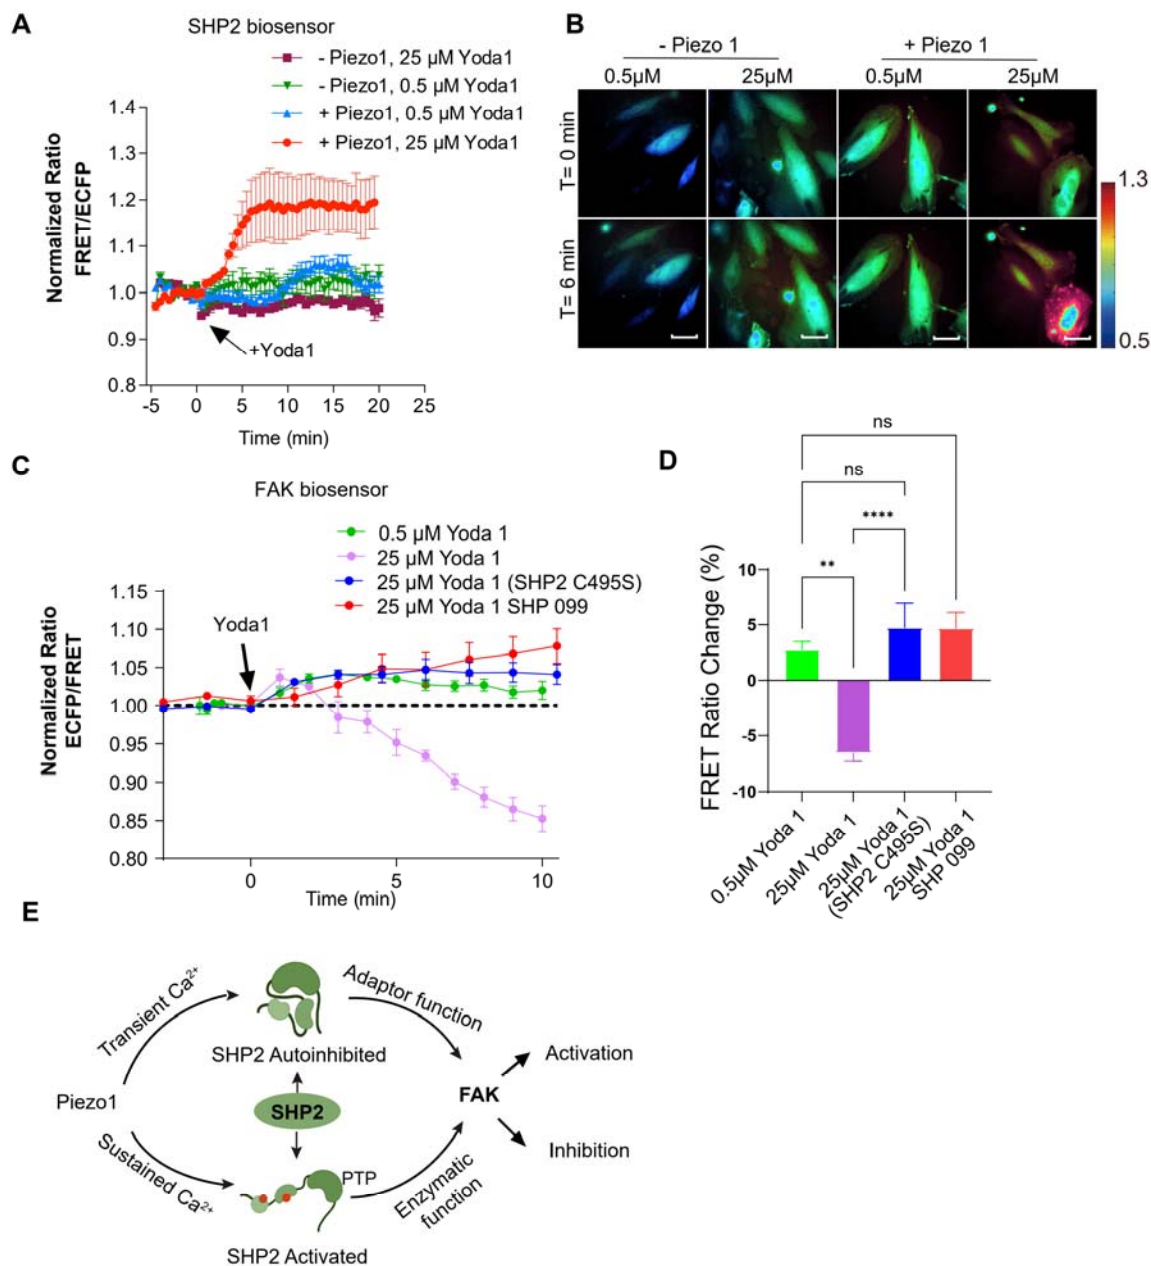 A
SHP2 biosensor
- Piezo1, 25 µM Yoda1
- Piezo1, 0.5 µM Yoda1
+ Piezo1, 0.5 µM Yoda1
+ Piezo1, 25 µM Yoda1
Normalized Ratio
FRET/ECFP
1.4
1.3
1.2
1.1
1.0
0.9
0.8
+Yoda1
-5 0 5 10 15 20 25
Time (min)
B
- Piezo 1 + Piezo 1
0.5µM 25µM 0.5µM 25µM
T= 0 min
T= 6 min
1.3
0.5
C
FAK biosensor
0.5 µM Yoda 1
25 µM Yoda 1
25 µM Yoda 1 (SHP2 C495S)
25 µM Yoda 1 SHP 099
Normalized Ratio
ECFP/FRET
1.15
1.10
1.05
1.00
0.95
0.90
0.85
0.80
Yoda1
0 5 10
Time (min)
D
ns
ns
****
**
FRET Ratio Change (%)
10
5
0
-5
-10
0.5µM Yoda 1
25µM Yoda 1
25µM Yoda 1
(SHP2 C495S)
25µM Yoda 1
SHP 099
E
Transient Ca²⁺
Adaptor function
SHP2 Autoinhibited
Activation
Piezo1
SHP2
FAK
Inhibition
Sustained Ca²⁺
PTP
Enzymatic
function
SHP2 Activated